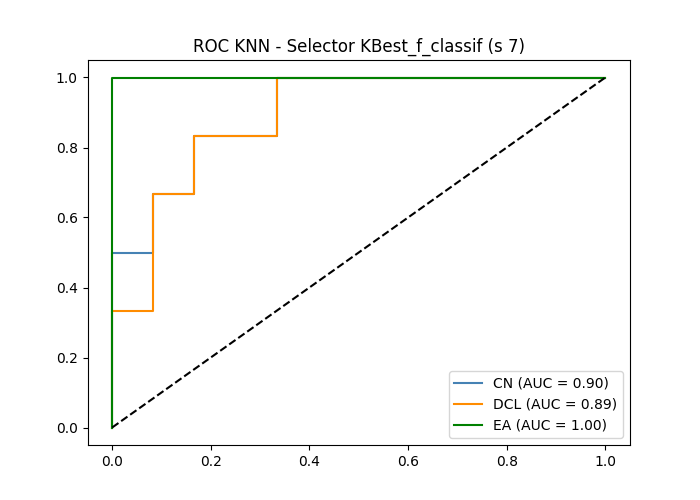 ROC KNN - Selector KBest_f_classif (s 7)
1.0
0.8
0.6
0.4
0.2
0.0
0.0 0.2 0.4 0.6 0.8 1.0
CN (AUC = 0.90)
DCL (AUC = 0.89)
EA (AUC = 1.00)